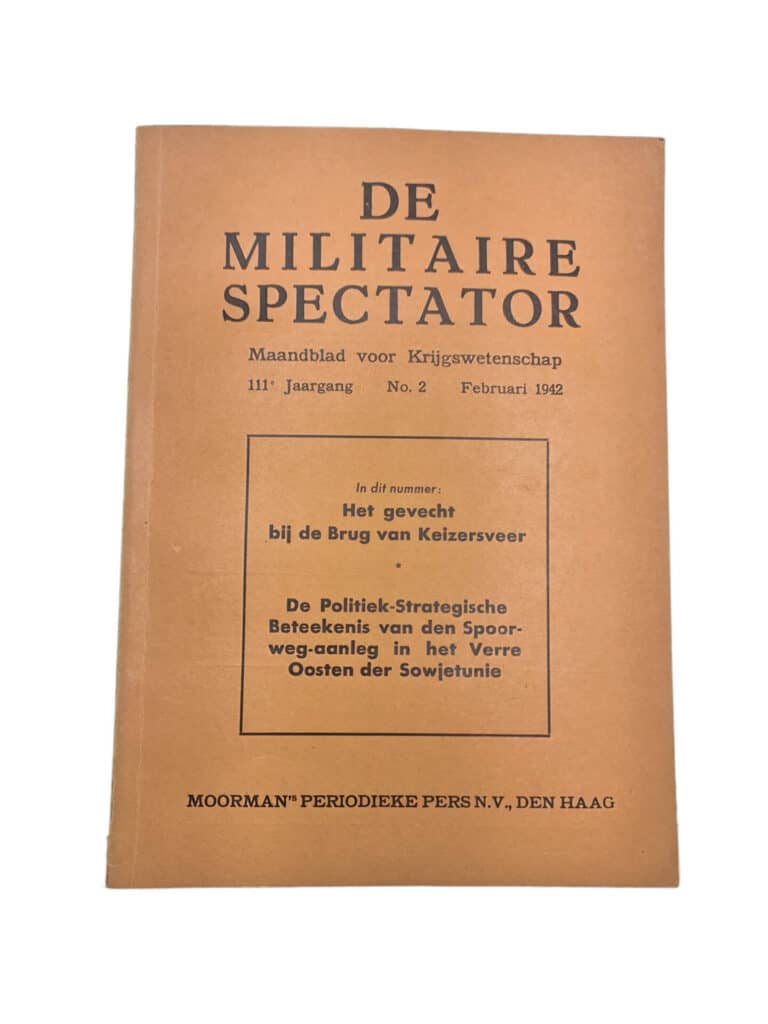 DE
MILITAIRE
SPECTATOR
Maandblad voor Krijgswetenschap
111e Jaargang No. 2 Februari 1942
In dit nummer:
Het gevecht
bij de Brug van Keizersveer
*
De Politiek-Strategische
Beteekenis van den Spoor-
weg-aanleg in het Verre
Oosten der Sowjetunie
MOORMAN'S PERIODIEKE PERS N.V., DEN HAAG